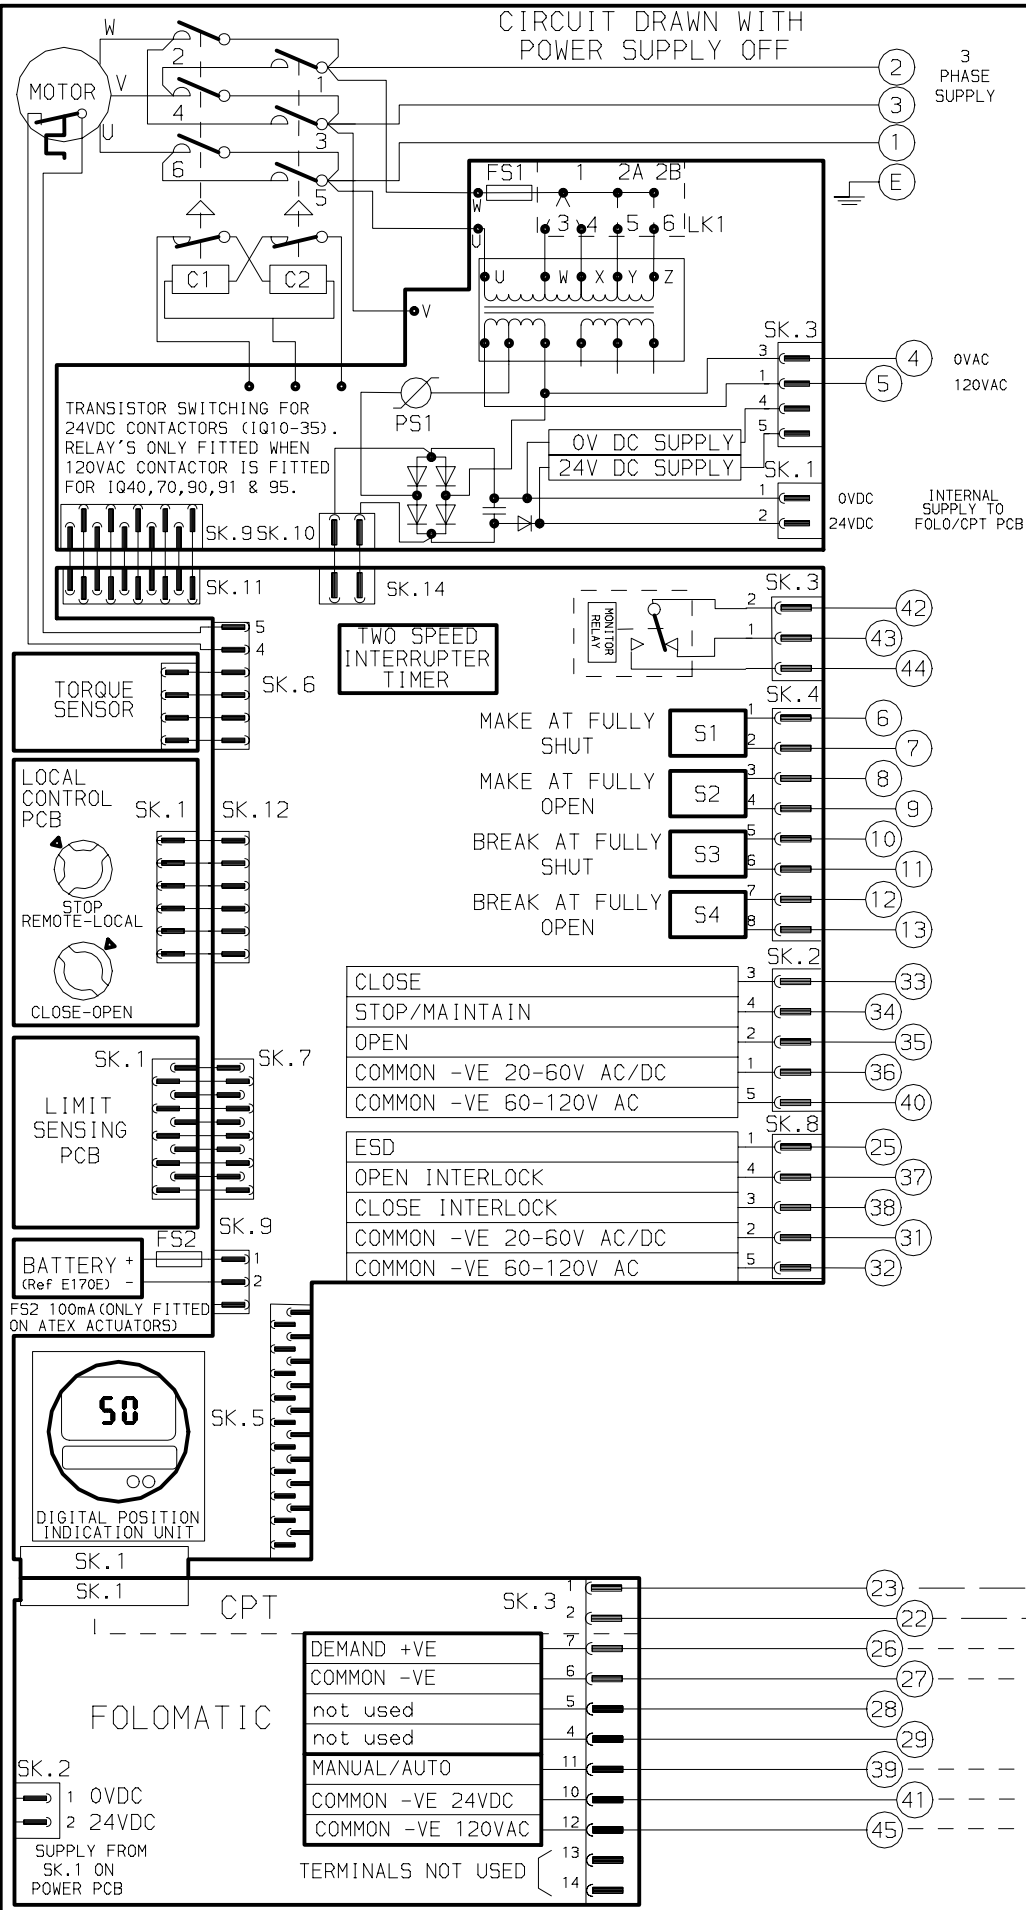 CIRCUIT DRAWN WITH
POWER SUPPLY OFF
W
V
U
MOTOR
2
1
4
3
6
5
2
3
1
E
3
PHASE
SUPPLY
FS1
1 2A 2B
W
U
3 4 5 6 LK1
C1 C2
U W X Y Z
V
SK.3
3
1
4
5
4
5
0VAC
120VAC
TRANSISTOR SWITCHING FOR
24VDC CONTACTORS (IQ10-35).
RELAY'S ONLY FITTED WHEN
120VAC CONTACTOR IS FITTED
FOR IQ40,70,90,91 & 95.
PS1
0V DC SUPPLY
24V DC SUPPLY
SK.1
1 0VDC
2 24VDC
INTERNAL
SUPPLY TO
FOLO/CPT PCB
SK.9 SK.10
SK.11
SK.14
MONITOR
RELAY
SK.3
2 42
1 43
44
5
4
SK.6
TWO SPEED
INTERRUPTER
TIMER
TORQUE
SENSOR
SK.4
MAKE AT FULLY
SHUT
S1
1 6
2 7
MAKE AT FULLY
OPEN
S2
3 8
4 9
BREAK AT FULLY
SHUT
S3
5 10
6 11
BREAK AT FULLY
OPEN
S4
7 12
8 13
LOCAL
CONTROL
PCB
SK.1 SK.12
STOP
REMOTE-LOCAL
CLOSE-OPEN
SK.2
CLOSE 3 33
STOP/MAINTAIN 4 34
OPEN 2 35
COMMON -VE 20-60V AC/DC 1 36
COMMON -VE 60-120V AC 5 40
SK.8
ESD 1 25
OPEN INTERLOCK 4 37
CLOSE INTERLOCK 3 38
COMMON -VE 20-60V AC/DC 2 31
COMMON -VE 60-120V AC 5 32
SK.1 SK.7
LIMIT
SENSING
PCB
SK.9
FS2
BATTERY + -
(Ref E170E)
1
2
FS2 100mA(ONLY FITTED
ON ATEX ACTUATORS)
50
SK.5
DIGITAL POSITION
INDICATION UNIT
SK.1
SK.1
CPT
SK.3
1 23
2 22
DEMAND +VE 7 26
COMMON -VE 6 27
not used 5 28
not used 4 29
MANUAL/AUTO 11 39
COMMON -VE 24VDC 10 41
COMMON -VE 120VAC 12 45
TERMINALS NOT USED
13
14
FOLOMATIC
SK.2
1 0VDC
2 24VDC
SUPPLY FROM
SK.1 ON
POWER PCB